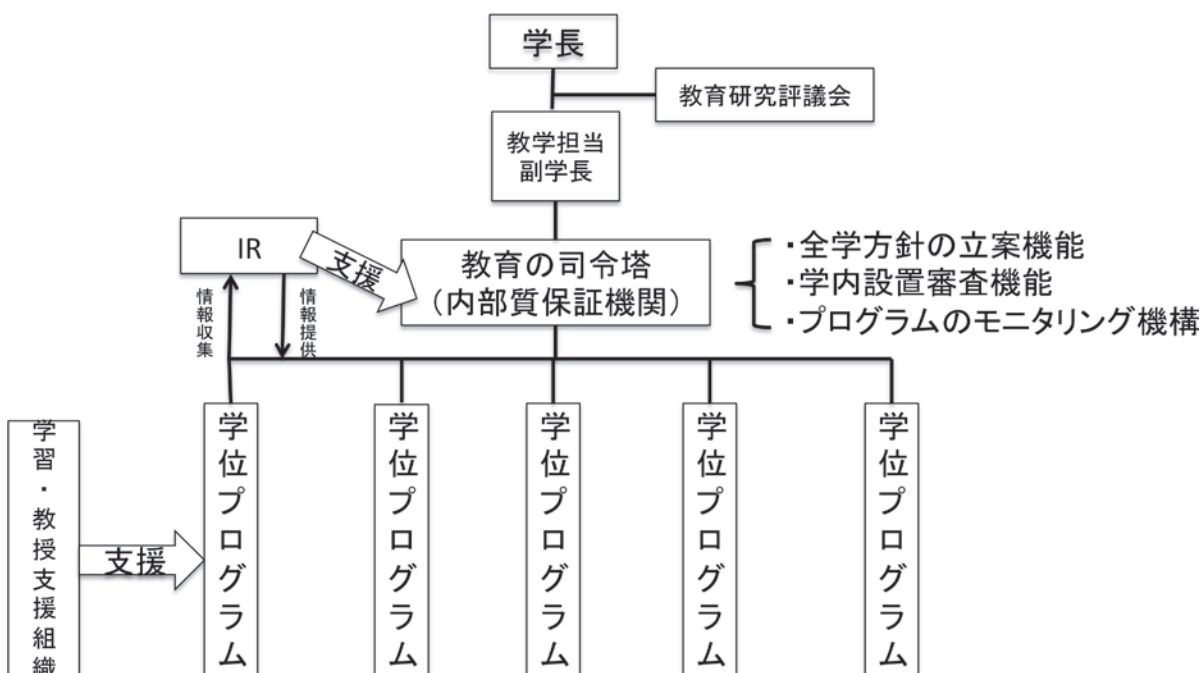 学長
教育研究評議会
教学担当
副学長
IR
支援
教育の司令塔
（内部質保証機関）
・全学方針の立案機能
・学内設置審査機能
・プログラムのモニタリング機構
情報収集
情報提供
学習・教授支援組織
支援
学位プログラム
学位プログラム
学位プログラム
学位プログラム
学位プログラム